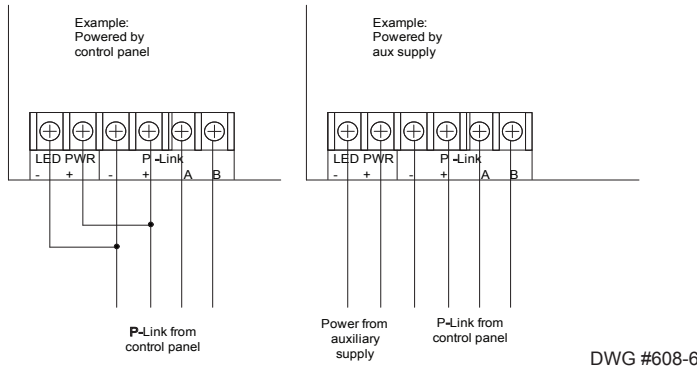 Example:
Powered by
control panel
LED PWR P -Link
- + - + A B
P-Link from
control panel
Example:
Powered by
aux supply
LED PWR P -Link
- + - + A B
Power from
auxiliary
supply
P-Link from
control panel
DWG #608-6